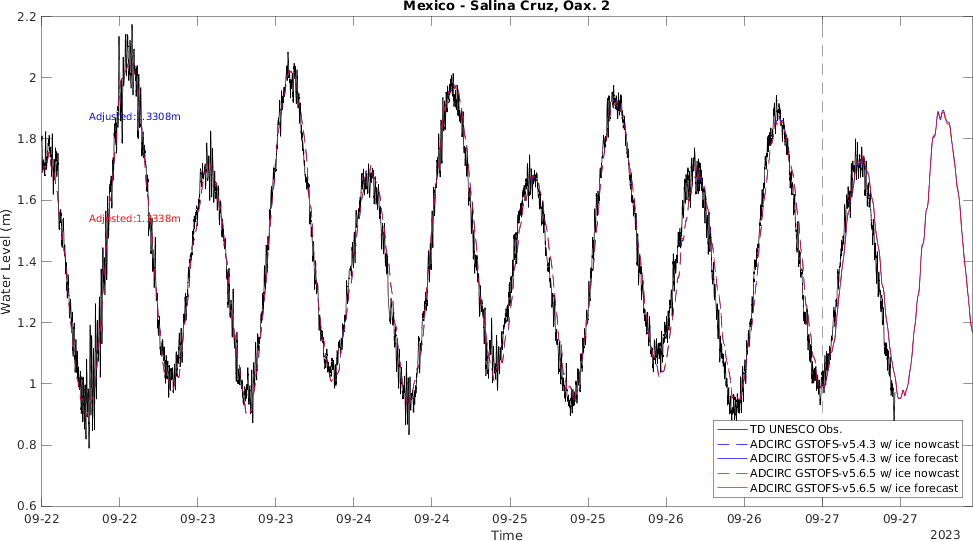 Mexico - Salina Cruz, Oax. 2
2.2
2
1.8
1.6
1.4
1.2
1
0.8
0.6
Water Level (m)
Adjusted:1.3308m
Adjusted:1.3338m
TD UNESCO Obs.
ADCIRC GSTOFS-v5.4.3 w/ ice nowcast
ADCIRC GSTOFS-v5.4.3 w/ ice forecast
ADCIRC GSTOFS-v5.6.5 w/ ice nowcast
ADCIRC GSTOFS-v5.6.5 w/ ice forecast
09-22 09-22 09-23 09-23 09-24 09-24 09-25 09-25 09-26 09-26 09-27 09-27
Time
2023